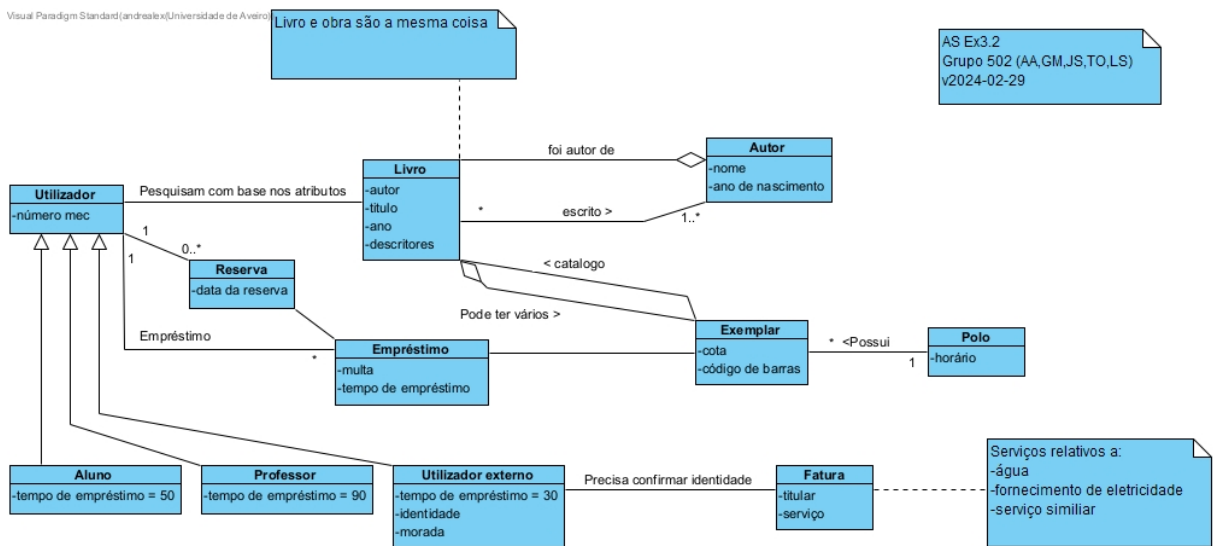 Visual Paradigm Standard(andrealex(Universidade de Aveiro))
Livro e obra são a mesma coisa
AS Ex3.2
Grupo 502 (AA,GM,JS,TO,LS)
v2024-02-29
foi autor de
Autor
-nome
-ano de nascimento
Livro
-autor
-titulo
-ano
-descritores
Utilizador
-número mec
Pesquisam com base nos atributos
*
escrito >
1..*
1
0..*
1
Reserva
-data da reserva
< catalogo
Pode ter vários >
Empréstimo
*
Empréstimo
-multa
-tempo de empréstimo
Exemplar
-cota
-código de barras
* <Possui
1
Polo
-horário
Aluno
-tempo de empréstimo = 50
Professor
-tempo de empréstimo = 90
Utilizador externo
-tempo de empréstimo = 30
-identidade
-morada
Precisa confirmar identidade
Fatura
-titular
-serviço
Serviços relativos a:
-água
-fornecimento de eletricidade
-serviço similiar